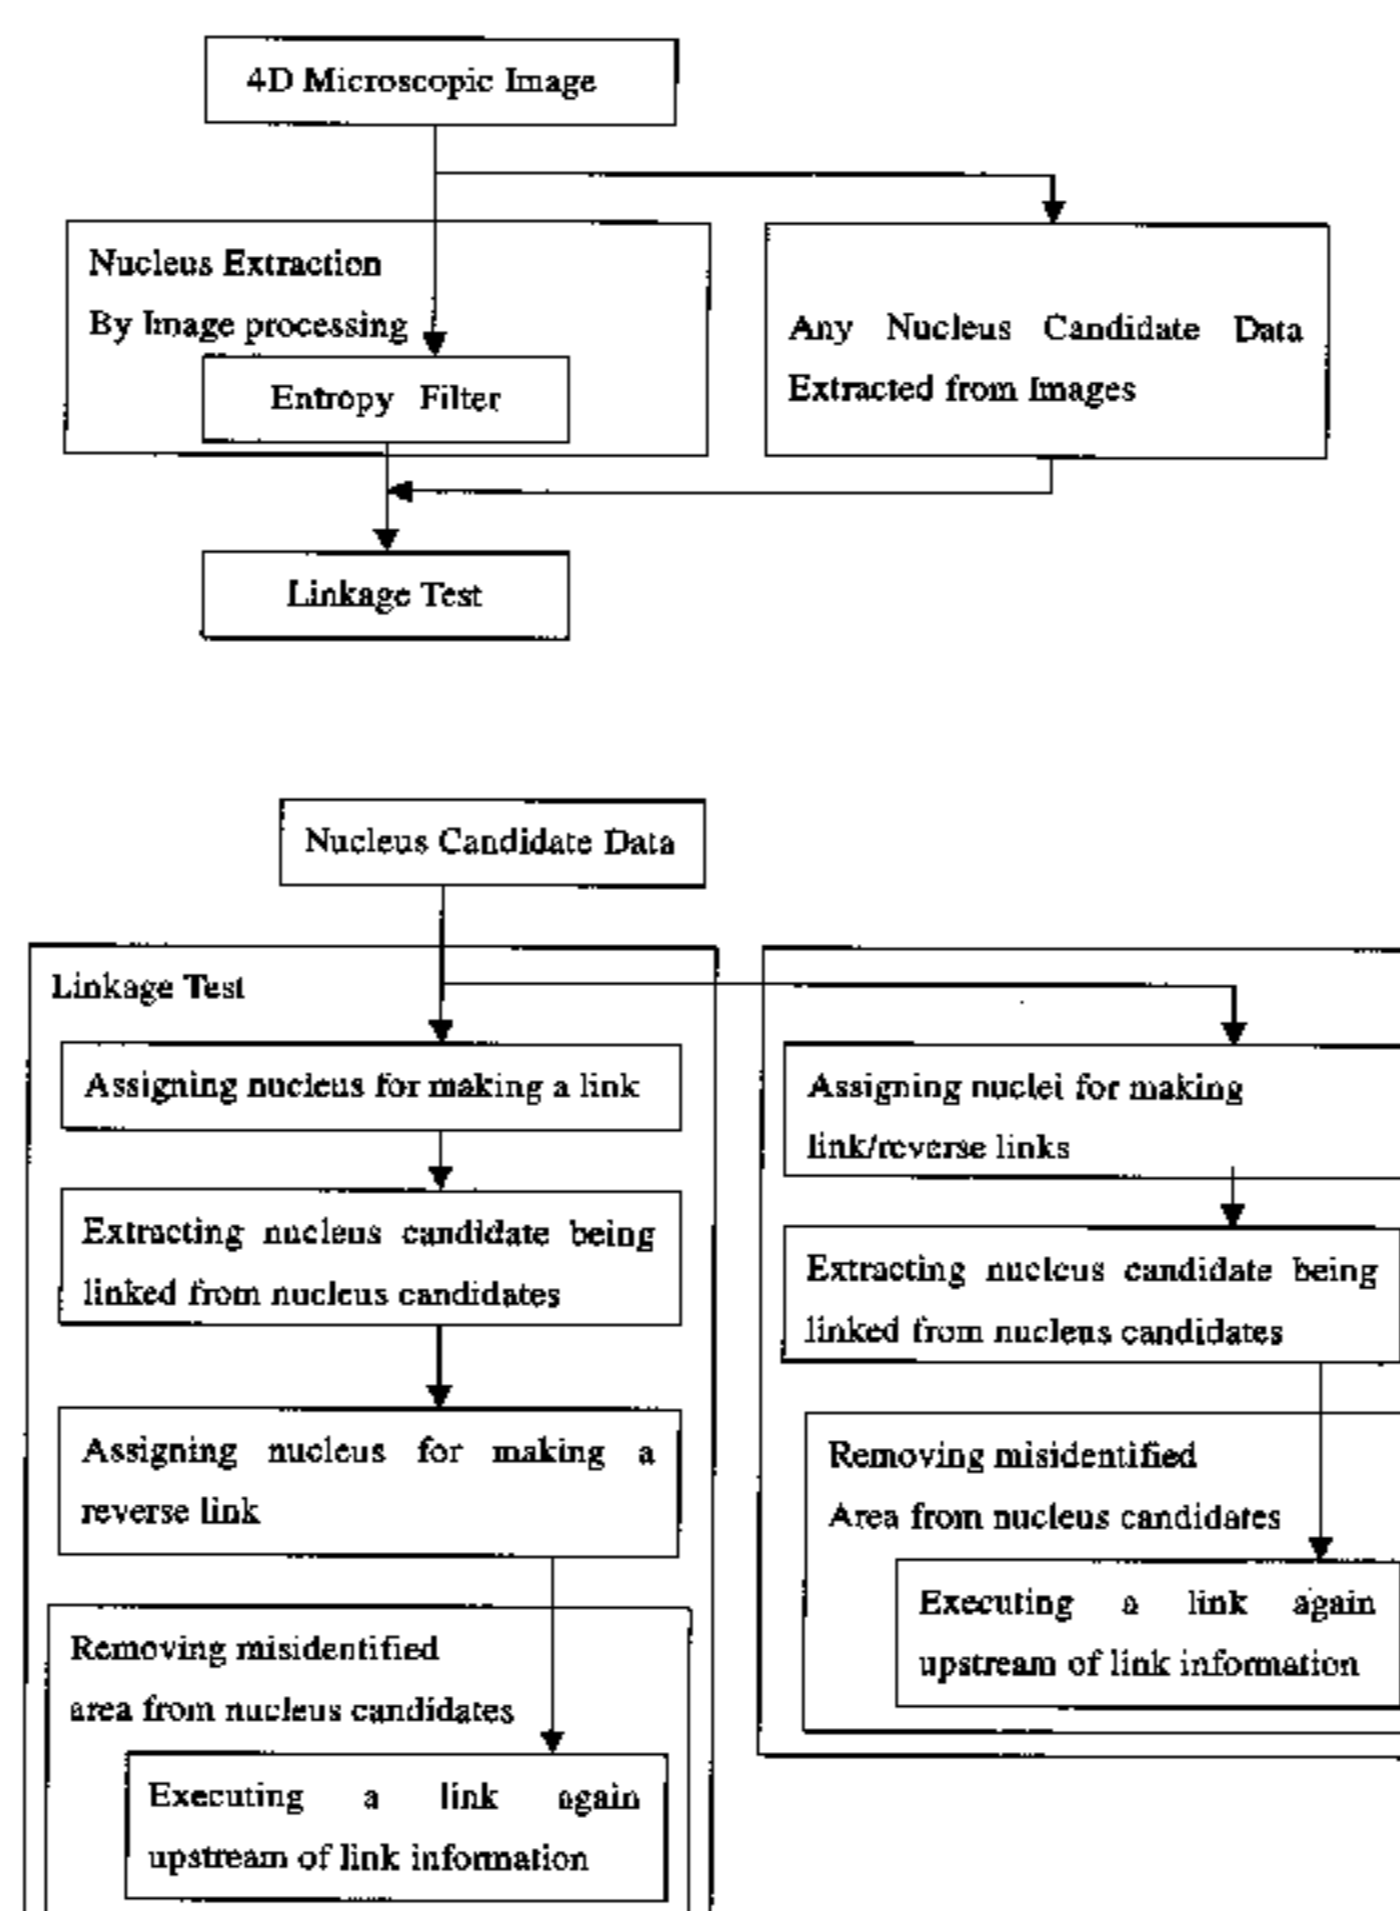 4D Microscopic Image
Nucleus Extraction
By Image processing
Entropy Filter
Any Nucleus Candidate Data
Extracted from Images
Linkage Test
Nucleus Candidate Data
Linkage Test
Assigning nucleus for making a link
Extracting nucleus candidate being
linked from nucleus candidates
Assigning nucleus for making a
reverse link
Removing misidentified
area from nucleus candidates
Executing a link again
upstream of link information
Assigning nuclei for making
link/reverse links
Extracting nucleus candidate being
linked from nucleus candidates
Removing misidentified
Area from nucleus candidates
Executing a link again
upstream of link information